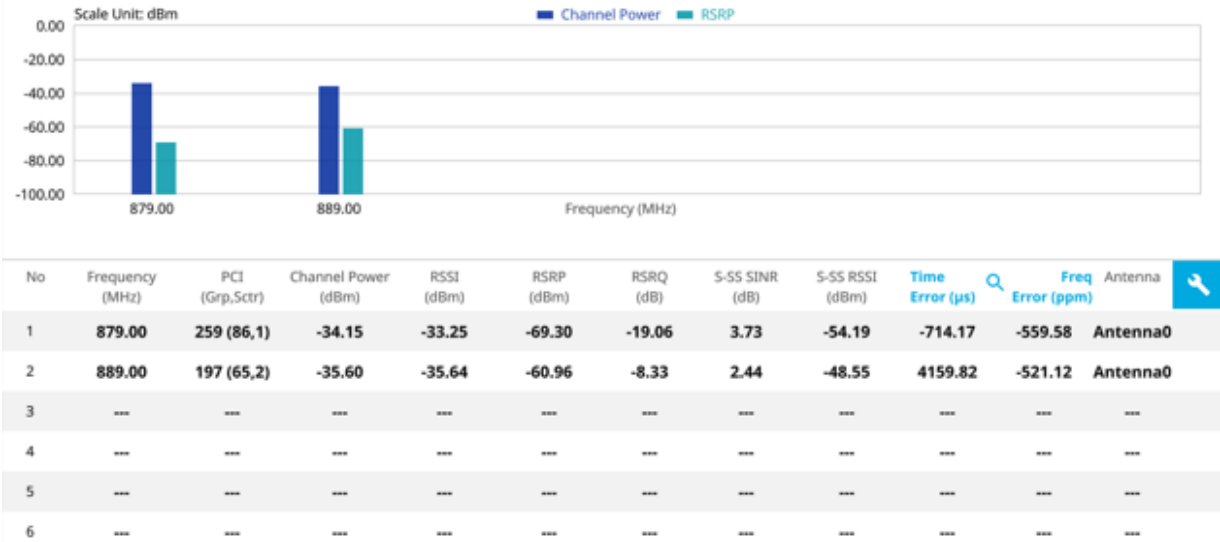 Scale Unit: dBm
Channel Power RSRP
0.00
-20.00
-40.00
-60.00
-80.00
-100.00
879.00 889.00 Frequency (MHz)
No Frequency (MHz) PCI (Grp,Sctr) Channel Power (dBm) RSSI (dBm) RSRP (dBm) RSRQ (dB) S-SS SINR (dB) S-SS RSSI (dBm) Time Error (µs) Freq Error (ppm) Antenna
1 879.00 259 (86,1) -34.15 -33.25 -69.30 -19.06 3.73 -54.19 -714.17 -559.58 Antenna0
2 889.00 197 (65,2) -35.60 -35.64 -60.96 -8.33 2.44 -48.55 4159.82 -521.12 Antenna0
3 --- --- --- --- --- --- --- --- --- --- ---
4 --- --- --- --- --- --- --- --- --- --- ---
5 --- --- --- --- --- --- --- --- --- --- ---
6 --- --- --- --- --- --- --- --- --- --- ---